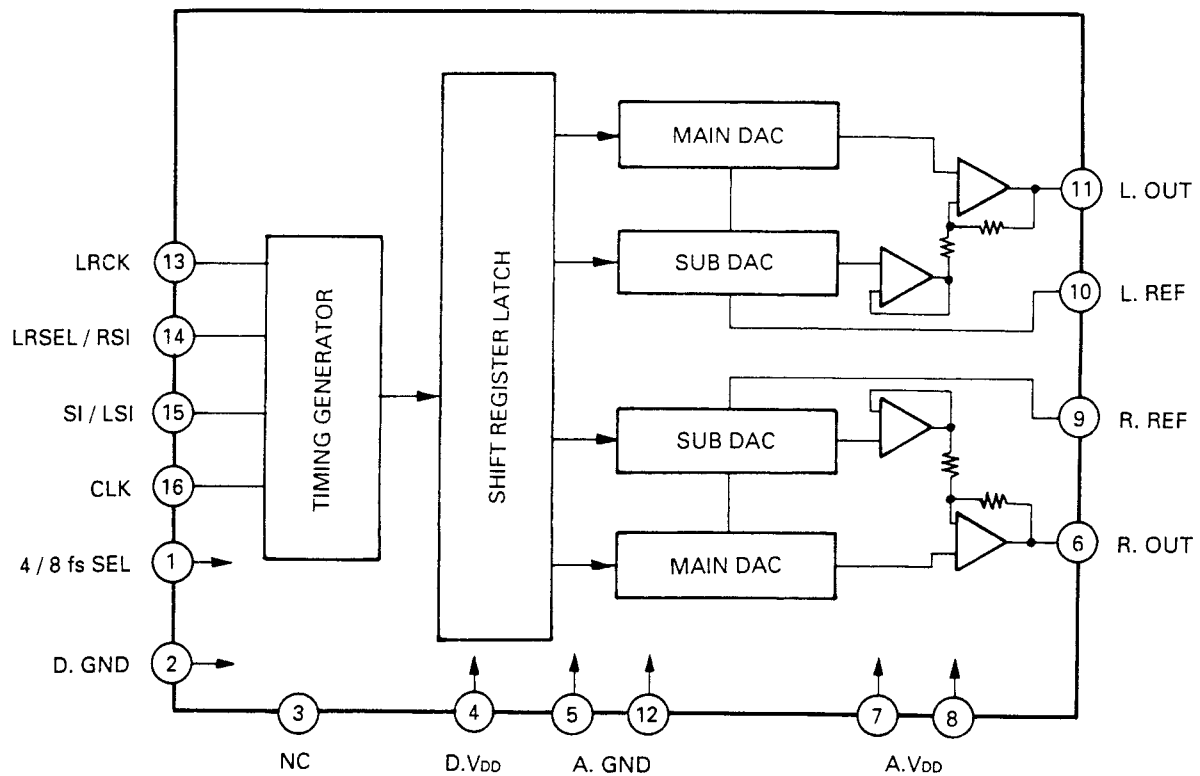 MAIN DAC
11
L. OUT
LRCK
13
SUB DAC
10
L. REF
LRSEL / RSI
14
TIMING GENERATOR
SHIFT REGISTER LATCH
SI / LSI
15
SUB DAC
9
R. REF
CLK
16
4 / 8 fs SEL
1
MAIN DAC
6
R. OUT
D. GND
2
3
4
5
12
7
8
NC
D.VDD
A. GND
A.VDD